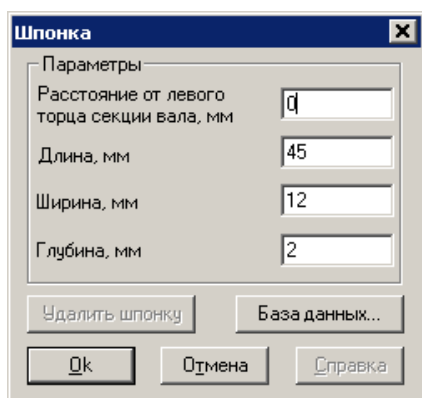 Шпонка
Параметры
Расстояние от левого
торца секции вала, мм
0
Длина, мм
45
Ширина, мм
12
Глубина, мм
2
Удалить шпонку
База данных...
Ok
Отмена
Справка